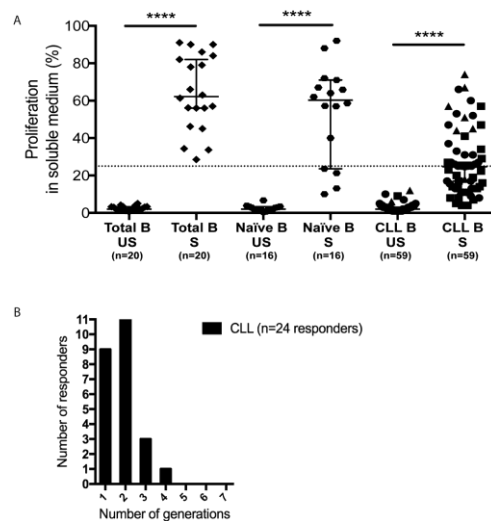 A
****
****
****
Proliferation
in soluble medium (%)
100
80
60
40
20
0
Total B
US
(n=20)
Total B
S
(n=20)
Naïve B
US
(n=16)
Naïve B
S
(n=16)
CLL B
US
(n=59)
CLL B
S
(n=59)
B
CLL (n=24 responders)
Number of responders
11
10
9
8
7
6
5
4
3
2
1
0
1 2 3 4 5 6 7
Number of generations